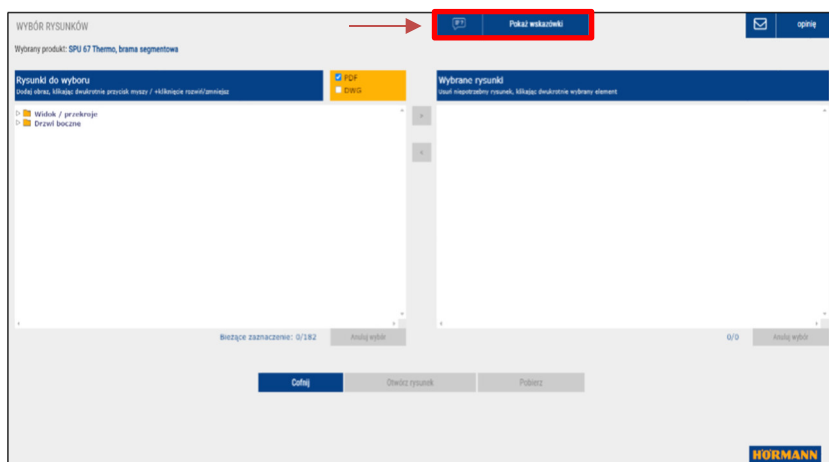 WYBÓR RYSUNKÓW
Pokaż wskazówki
opinię
Wybrany produkt: SPU 67 Thermo, brama segmentowa
Rysunki do wyboru
Dodaj obraz, klikając dwukrotnie przycisk myszy / +kliknięcie rozwiń/zmniejsz
PDF
DWG
Wybrane rysunki
Usuń niepotrzebny rysunek, klikając dwukrotnie wybrany element
Widok / przekroje
Drzwi boczne
Bieżące zaznaczenie: 0/182
Anuluj wybór
0/0
Anuluj wybór
Cofnij
Otwórz rysunek
Pobierz
HÖRMANN